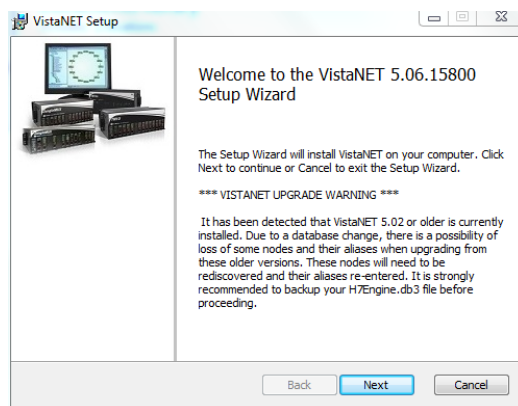 VistaNET Setup
Welcome to the VistaNET 5.06.15800
Setup Wizard
The Setup Wizard will install VistaNET on your computer. Click
Next to continue or Cancel to exit the Setup Wizard.
*** VISTANET UPGRADE WARNING ***
It has been detected that VistaNET 5.02 or older is currently
installed. Due to a database change, there is a possibility of
loss of some nodes and their aliases when upgrading from
these older versions. These nodes will need to be
rediscovered and their aliases re-entered. It is strongly
recommended to backup your H7Engine.db3 file before
proceeding.
Back
Next
Cancel